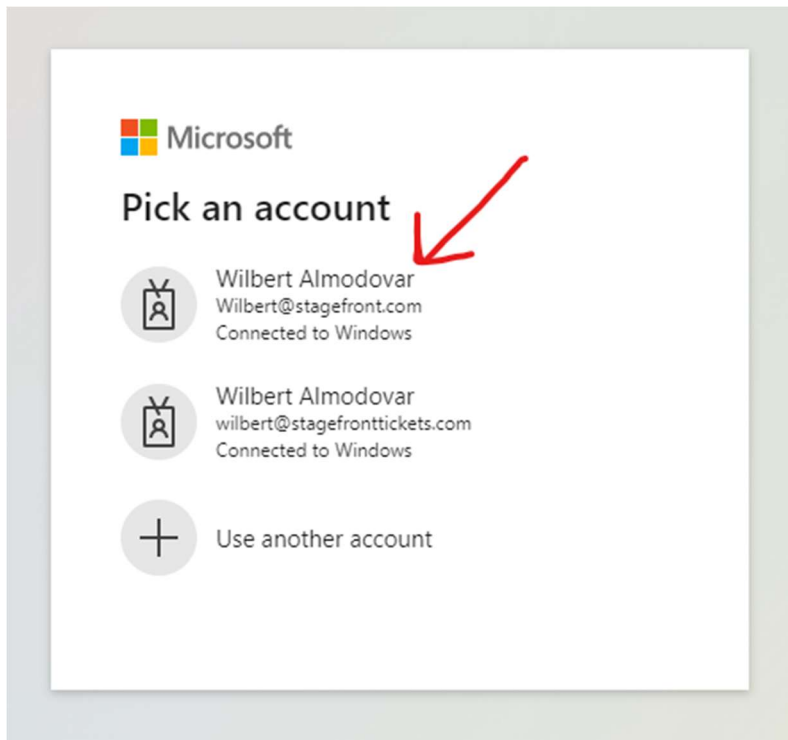 Microsoft
Pick an account
Wilbert Almodovar
Wilbert@stagefront.com
Connected to Windows
Wilbert Almodovar
wilbert@stagefronttickets.com
Connected to Windows
Use another account